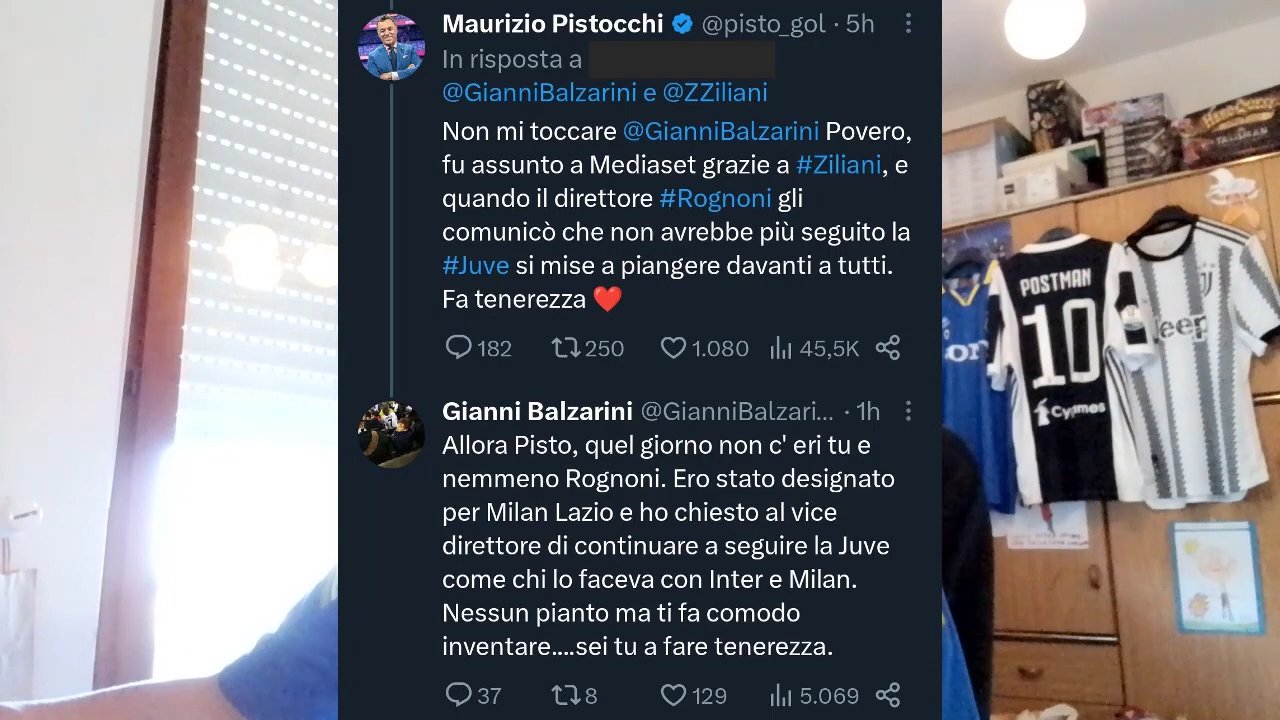 Maurizio Pistocchi @pisto_gol · 5h
In risposta a
@GianniBalzarini e @ZZiliani
Non mi toccare @GianniBalzarini Povero,
fu assunto a Mediaset grazie a #Ziliani, e
quando il direttore #Rognoni gli
comunicò che non avrebbe più seguito la
#Juve si mise a piangere davanti a tutti.
Fa tenerezza ❤️
182 250 1.080 45,5K
Gianni Balzarini @GianniBalzari... · 1h
Allora Pisto, quel giorno non c' eri tu e
nemmeno Rognoni. Ero stato designato
per Milan Lazio e ho chiesto al vice
direttore di continuare a seguire la Juve
come chi lo faceva con Inter e Milan.
Nessun pianto ma ti fa comodo
inventare....sei tu a fare tenerezza.
37 8 129 5.069
HeroQuest
TALISMAN
POSTMAN
10
Cygames
Jeep